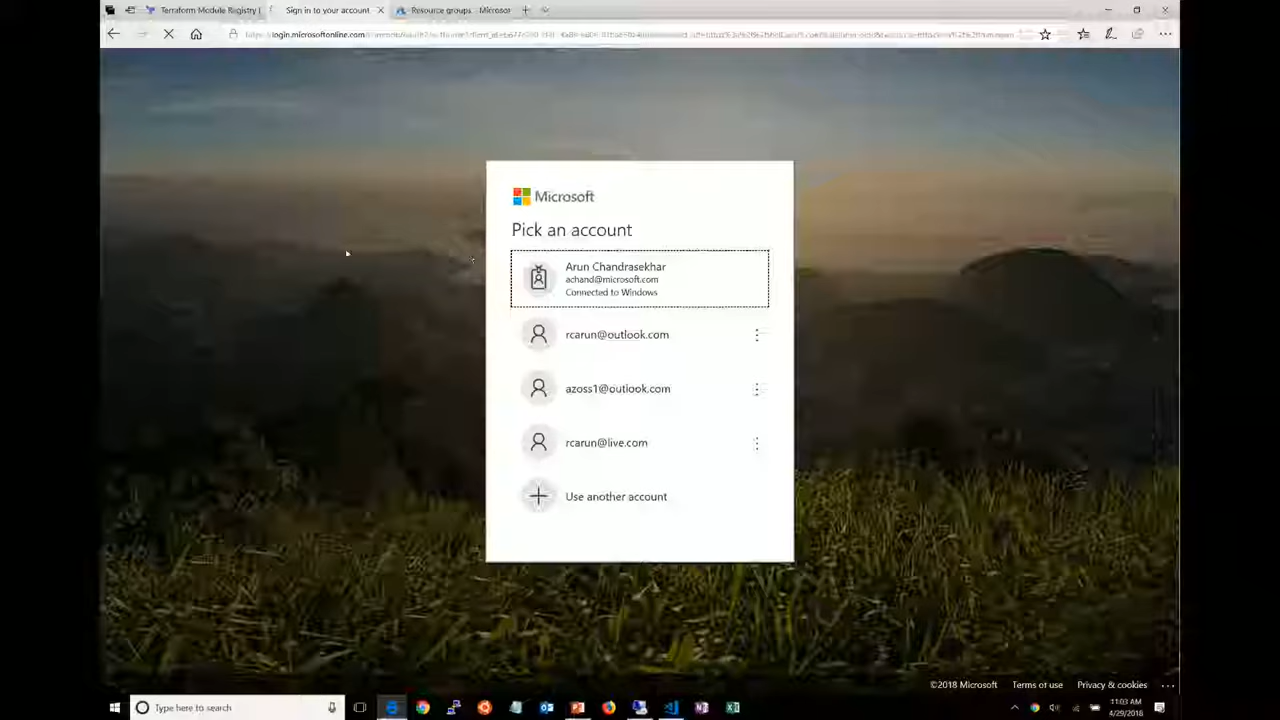 Terraform Module Registry |
Sign in to your account
Resource groups - Microsof
login.microsoftonline.com
Microsoft
Pick an account
Arun Chandrasekhar
achand@microsoft.com
Connected to Windows
rcarun@outlook.com
azoss1@outlook.com
rcarun@live.com
Use another account
©2018 Microsoft
Terms of use
Privacy & cookies
Type here to search
11:03 AM
4/29/2018